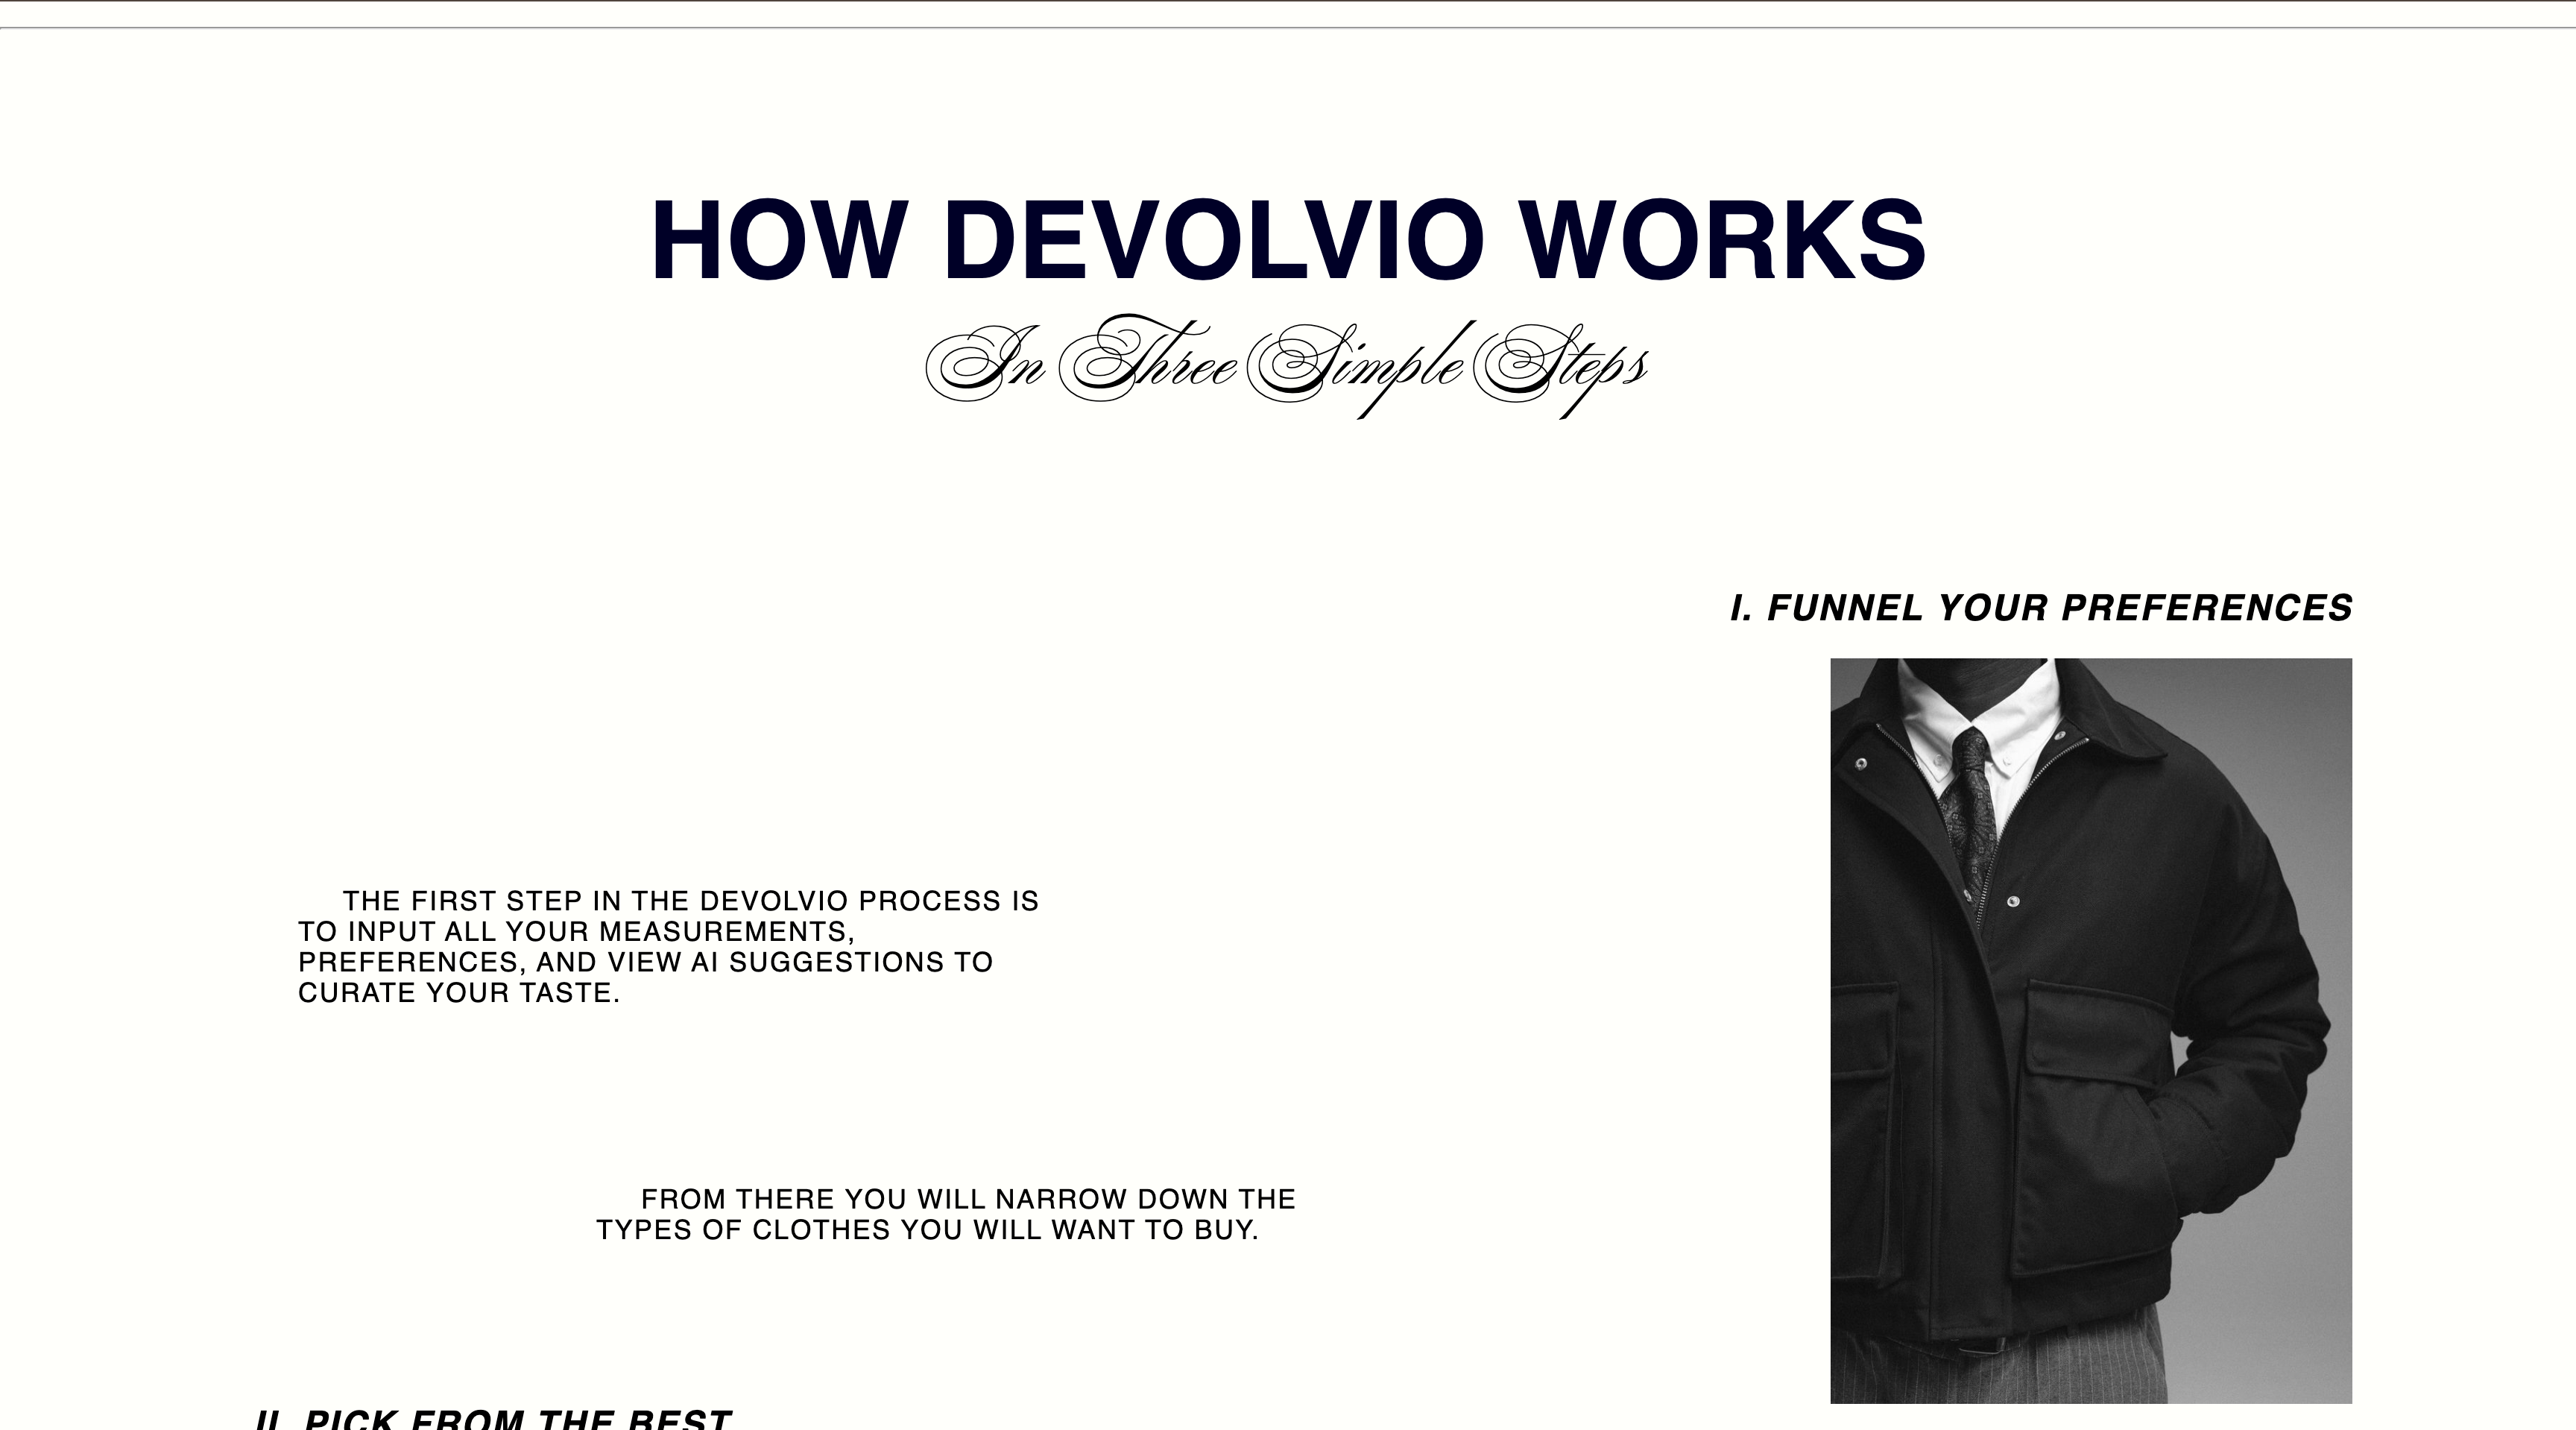 HOW DEVOLVIO WORKS
In Three Simple Steps
I. FUNNEL YOUR PREFERENCES
THE FIRST STEP IN THE DEVOLVIO PROCESS IS
TO INPUT ALL YOUR MEASUREMENTS,
PREFERENCES, AND VIEW AI SUGGESTIONS TO
CURATE YOUR TASTE.
FROM THERE YOU WILL NARROW DOWN THE
TYPES OF CLOTHES YOU WILL WANT TO BUY.
II. PICK FROM THE BEST